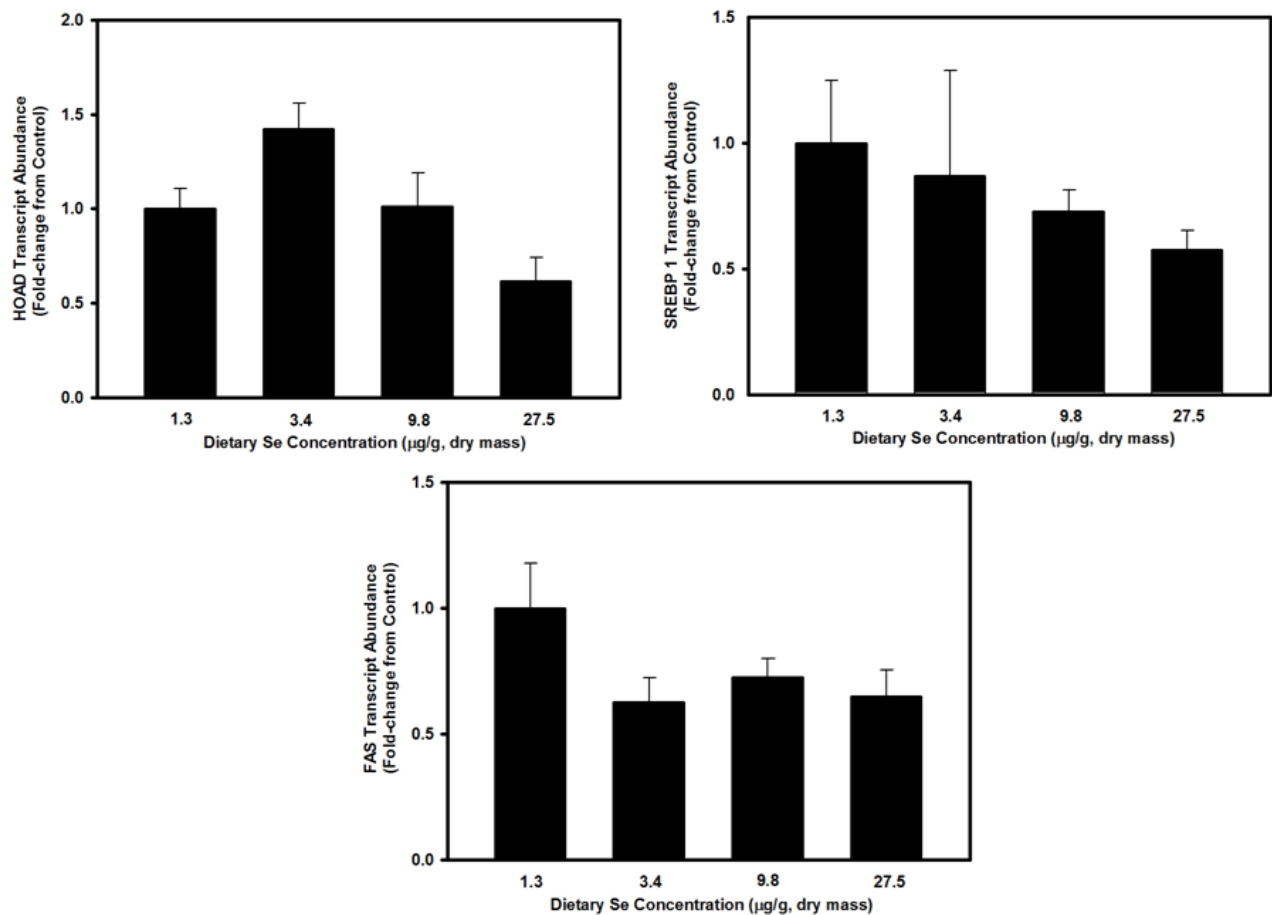 HOAD Transcript Abundance
(Fold-change from Control)
2.0
1.5
1.0
0.5
0.0
1.3 3.4 9.8 27.5
Dietary Se Concentration (µg/g, dry mass)
SREBP 1 Transcript Abundance
(Fold-change from Control)
1.5
1.0
0.5
0.0
1.3 3.4 9.8 27.5
Dietary Se Concentration (µg/g, dry mass)
FAS Transcript Abundance
(Fold-change from Control)
1.5
1.0
0.5
0.0
1.3 3.4 9.8 27.5
Dietary Se Concentration (µg/g, dry mass)